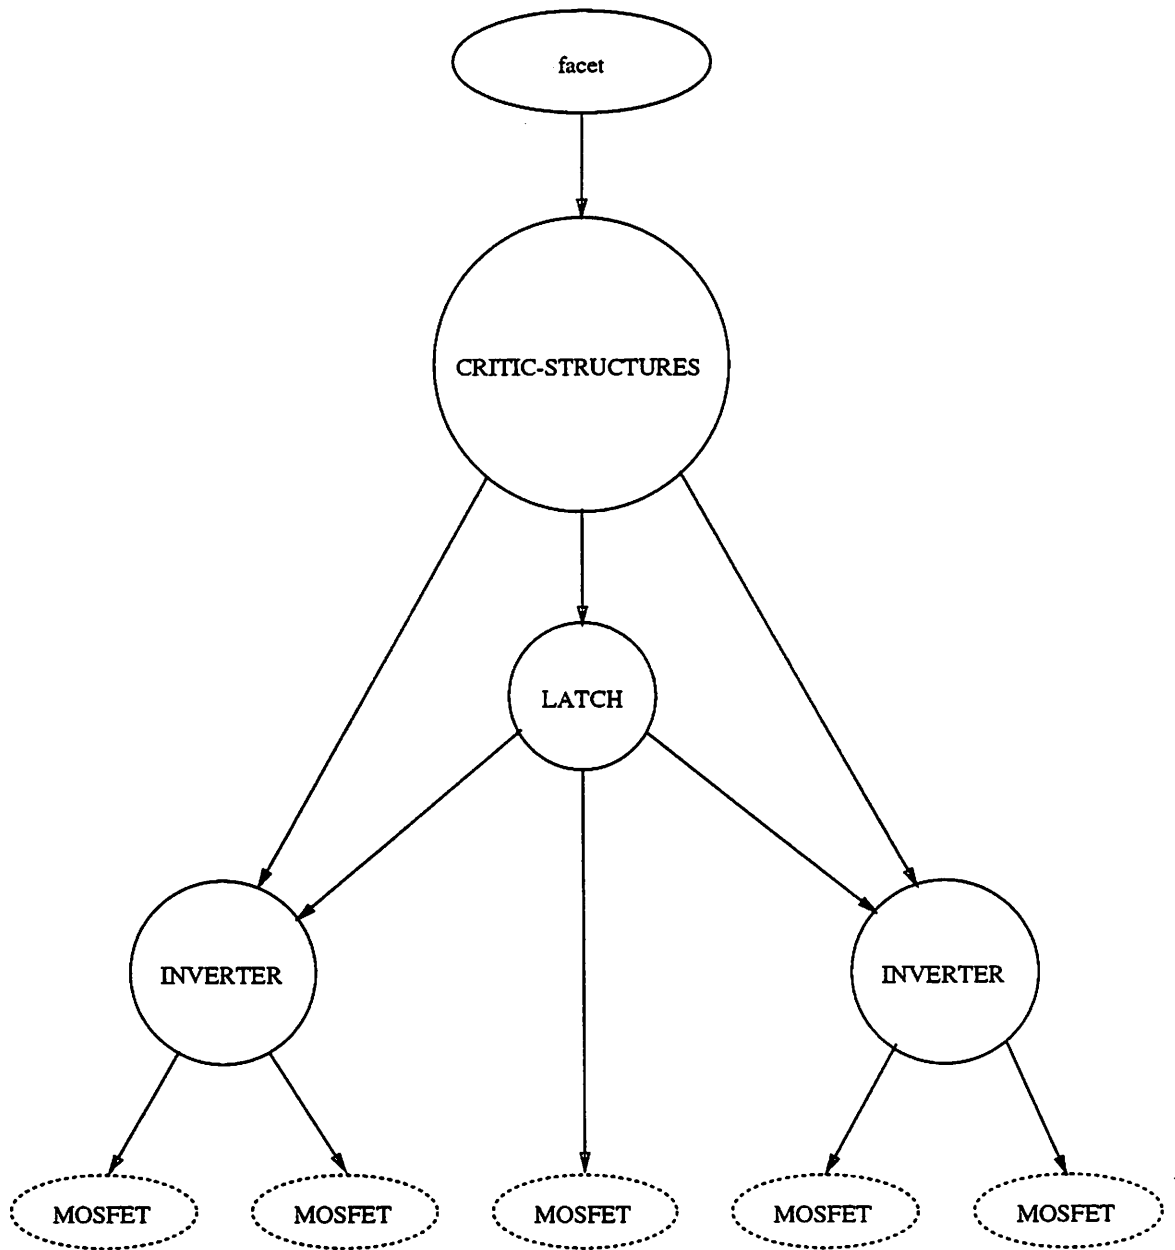 facet
CRITIC-STRUCTURES
LATCH
INVERTER
INVERTER
MOSFET
MOSFET
MOSFET
MOSFET
MOSFET